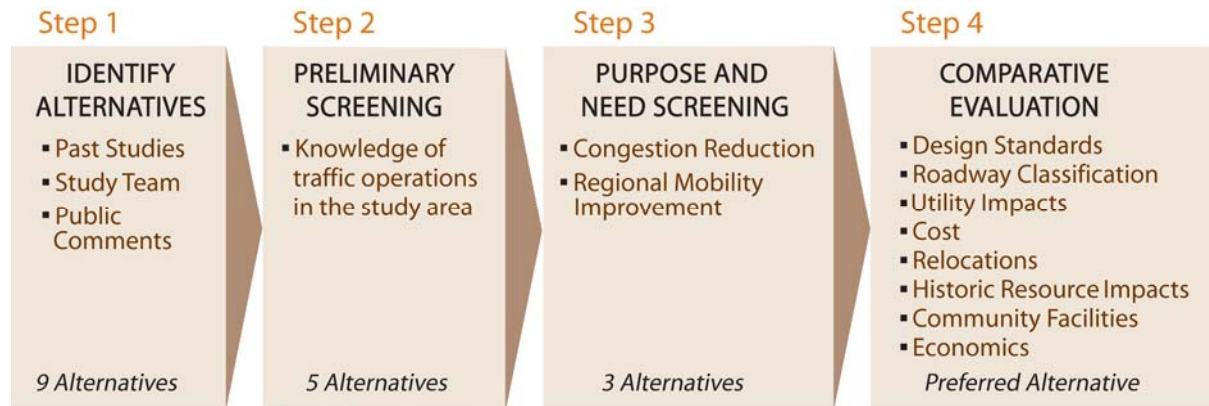 Step 1
IDENTIFY
ALTERNATIVES
▪ Past Studies
▪ Study Team
▪ Public
Comments
9 Alternatives
Step 2
PRELIMINARY
SCREENING
▪ Knowledge of
traffic operations
in the study area
5 Alternatives
Step 3
PURPOSE AND
NEED SCREENING
▪ Congestion Reduction
▪ Regional Mobility
Improvement
3 Alternatives
Step 4
COMPARATIVE
EVALUATION
▪ Design Standards
▪ Roadway Classification
▪ Utility Impacts
▪ Cost
▪ Relocations
▪ Historic Resource Impacts
▪ Community Facilities
▪ Economics
Preferred Alternative